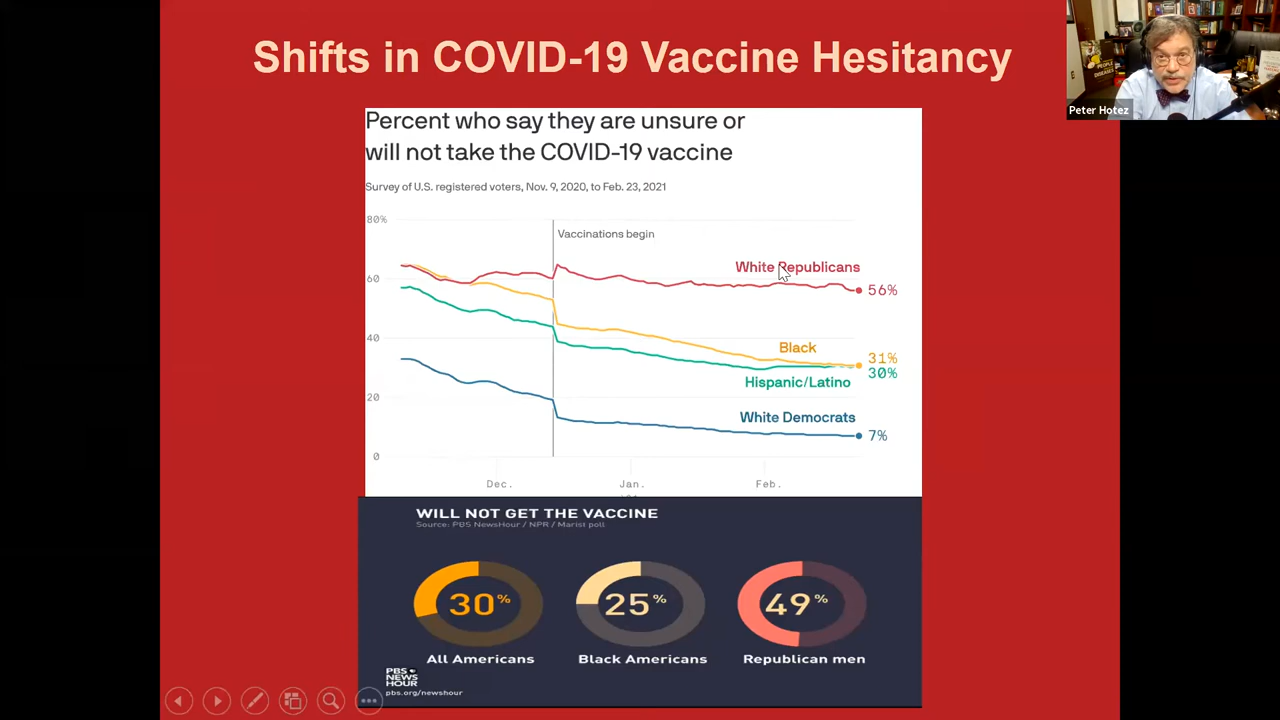 Shifts in COVID-19 Vaccine Hesitancy
PEOPLE
DISEASES
Peter Hotez
Percent who say they are unsure or
will not take the COVID-19 vaccine
Survey of U.S. registered voters, Nov. 9, 2020, to Feb. 23, 2021
80%
Vaccinations begin
White Republicans
60
56%
40
Black
31%
30%
Hispanic/Latino
20
White Democrats
7%
0
Dec.
Jan.
Feb.
WILL NOT GET THE VACCINE
Source: PBS NewsHour / NPR / Marist poll
30%
25%
49%
All Americans
Black Americans
Republican men
PBS
NEWS
HOUR
pbs.org/newshour